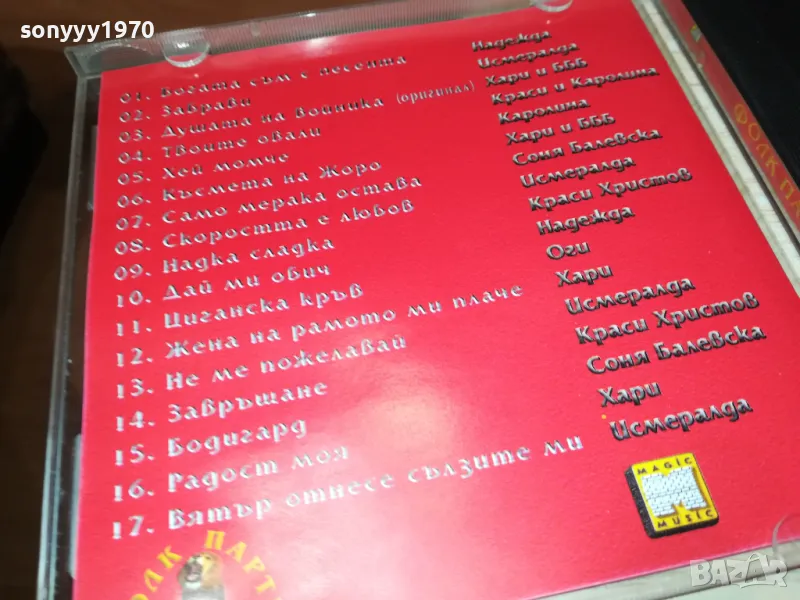 sonyyy1970
01. Богата съм с песента Надежда
02. Забрави Исмералда
03. Душата на войника (оригинал) Хари и БББ
04. Твоите овали Краси и Каролина
05. Хей момче Каролина
06. Късмета на Жоро Хари и БББ
07. Само мерака остава Соня Балевска
08. Скоростта е любов Исмералда
09. Надка сладка Краси Христов
10. Дай ми обич Надежда
11. Циганска кръв Оги
12. Жена на рамото ми плаче Хари
13. Не ме пожелавай Исмералда
14. Завръщане Краси Христов
15. Бодигард Соня Балевска
16. Радост моя Хари
17. Вятър отнесе сълзите ми Исмералда
MAGIC
MUSIC
ФОЛК ПАРТ
ФОЛК ПА
BAZAR